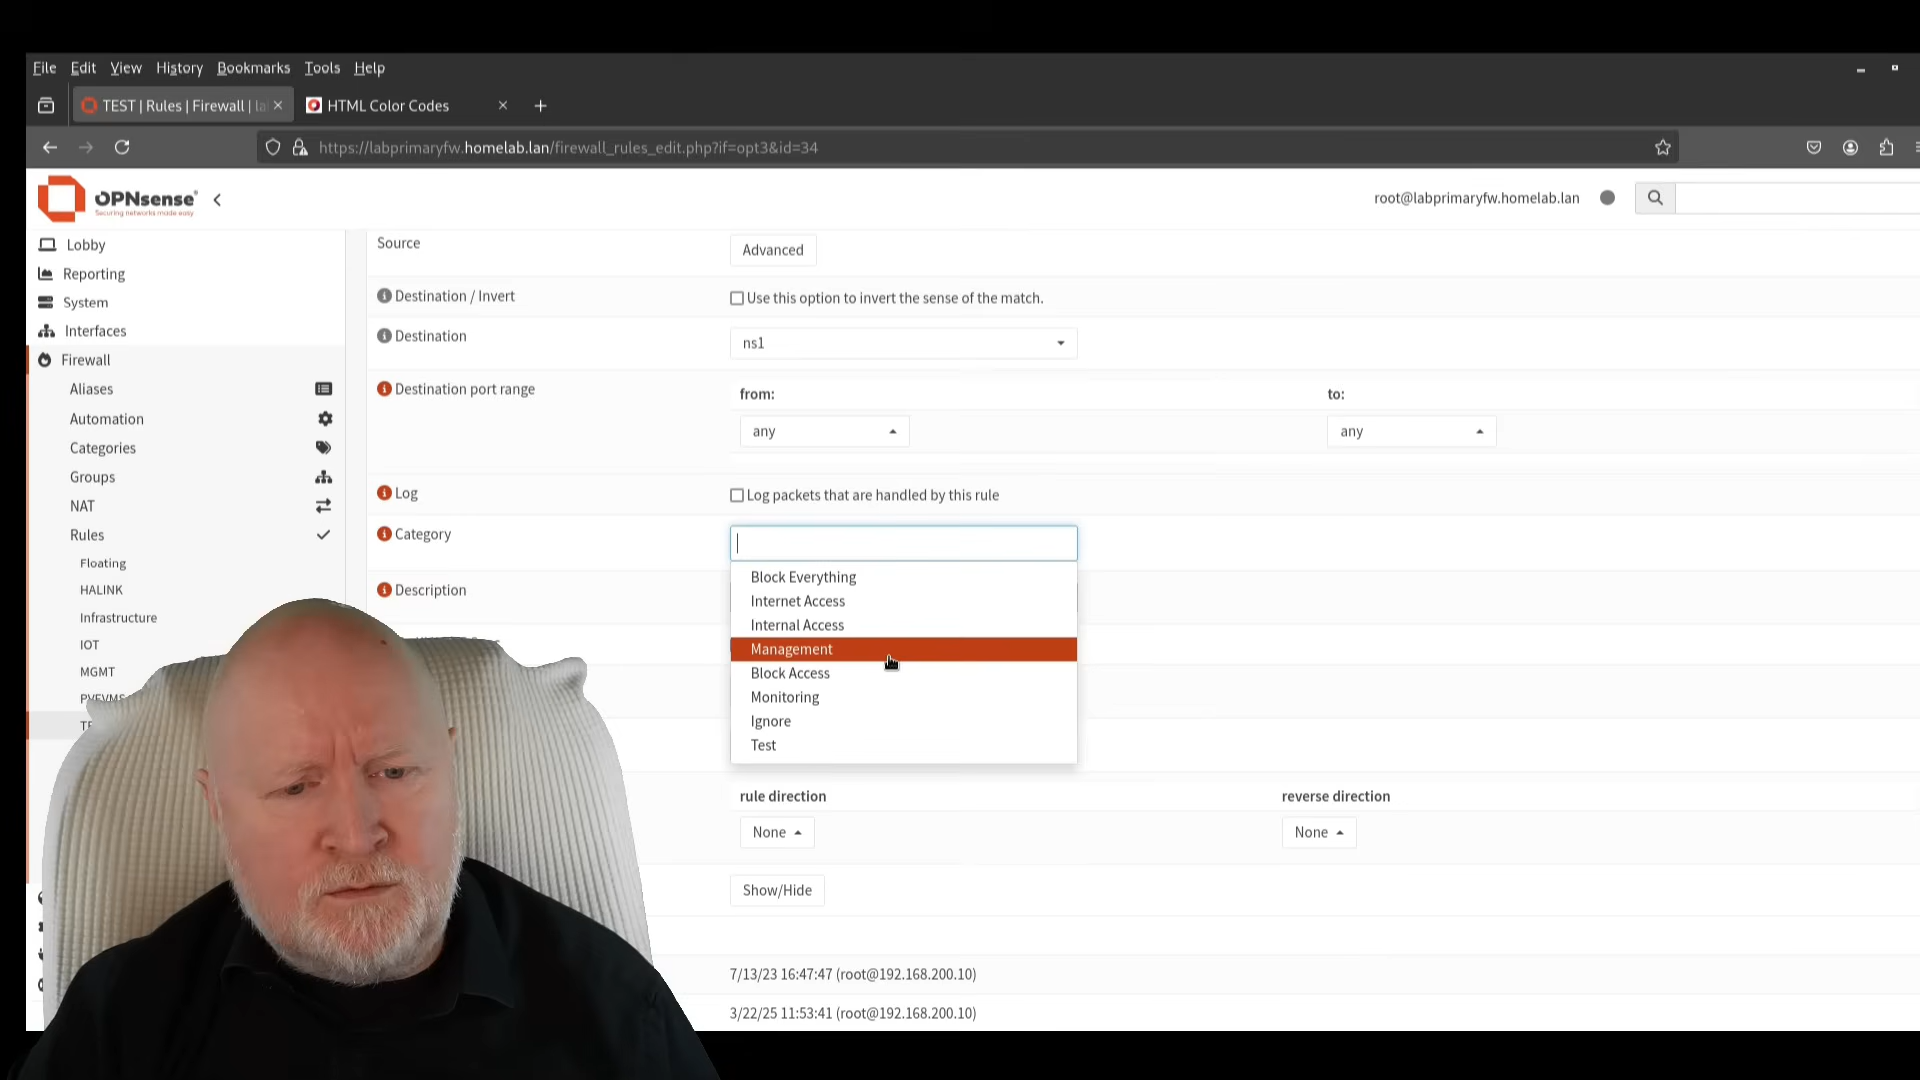 File Edit View History Bookmarks Tools Help
TEST | Rules | Firewall | la
HTML Color Codes
https://labprimaryfw.homelab.lan/firewall_rules_edit.php?if=opt3&id=34
OPNsense®
Securing networks made easy
root@labprimaryfw.homelab.lan
Lobby
Reporting
System
Interfaces
Firewall
Aliases
Automation
Categories
Groups
NAT
Rules
Floating
HALINK
Infrastructure
IOT
MGMT
Source
Advanced
Destination / Invert
Use this option to invert the sense of the match.
Destination
ns1
Destination port range
from:
to:
any
any
Log
Log packets that are handled by this rule
Category
Block Everything
Internet Access
Internal Access
Management
Block Access
Monitoring
Ignore
Test
Description
rule direction
reverse direction
None
None
Show/Hide
7/13/23 16:47:47 (root@192.168.200.10)
3/22/25 11:53:41 (root@192.168.200.10)